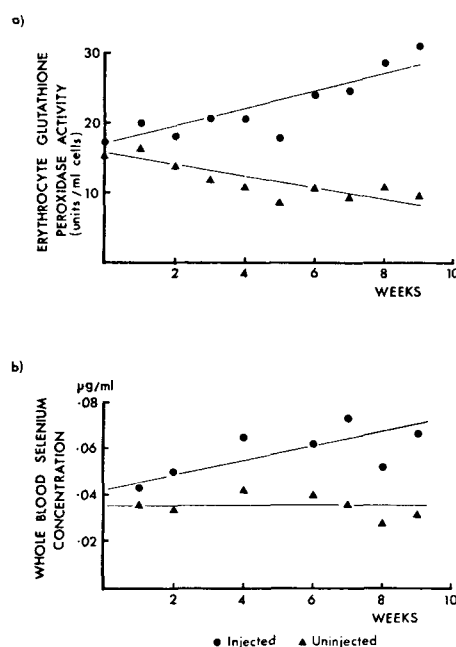 a)
ERYTHROCYTE GLUTATHIONE
PEROXIDASE ACTIVITY
(units / ml cells)
30
20
10
2
4
6
8
10
WEEKS
b)
µg/ml
WHOLE BLOOD SELENIUM
CONCENTRATION
·08
·06
·04
·02
2
4
6
8
10
WEEKS
● Injected ▲ Uninjected